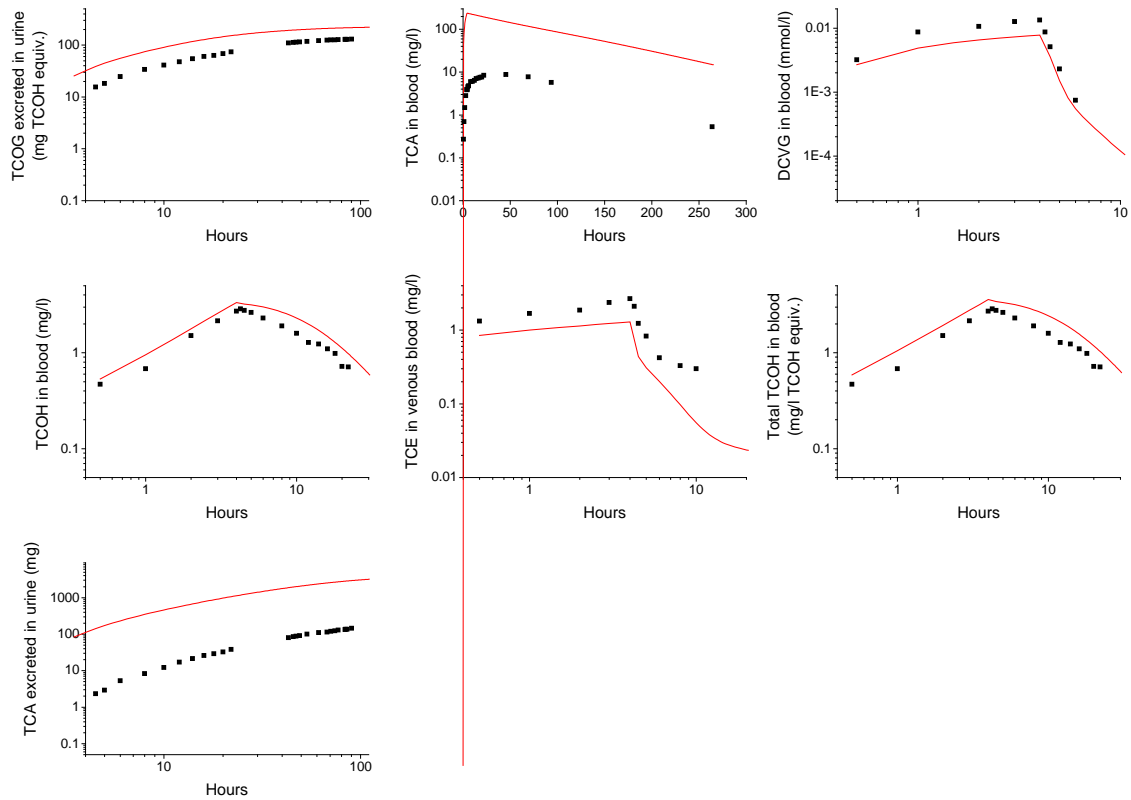 TCOG excreted in urine
(mg TCOH equiv.)
100
10
1
0.1
10
100
Hours
TCA in blood (mg/l)
100
10
1
0.1
0.01
0
50
100
150
200
250
300
Hours
DCVG in blood (mmol/l)
0.01
1E-3
1E-4
1
10
Hours
TCOH in blood (mg/l)
1
0.1
1
10
Hours
TCE in venous blood (mg/l)
1
0.1
0.01
1
10
Hours
Total TCOH in blood
(mg/l TCOH equiv.)
1
0.1
1
10
Hours
TCA excreted in urine (mg)
1000
100
10
1
0.1
10
100
Hours